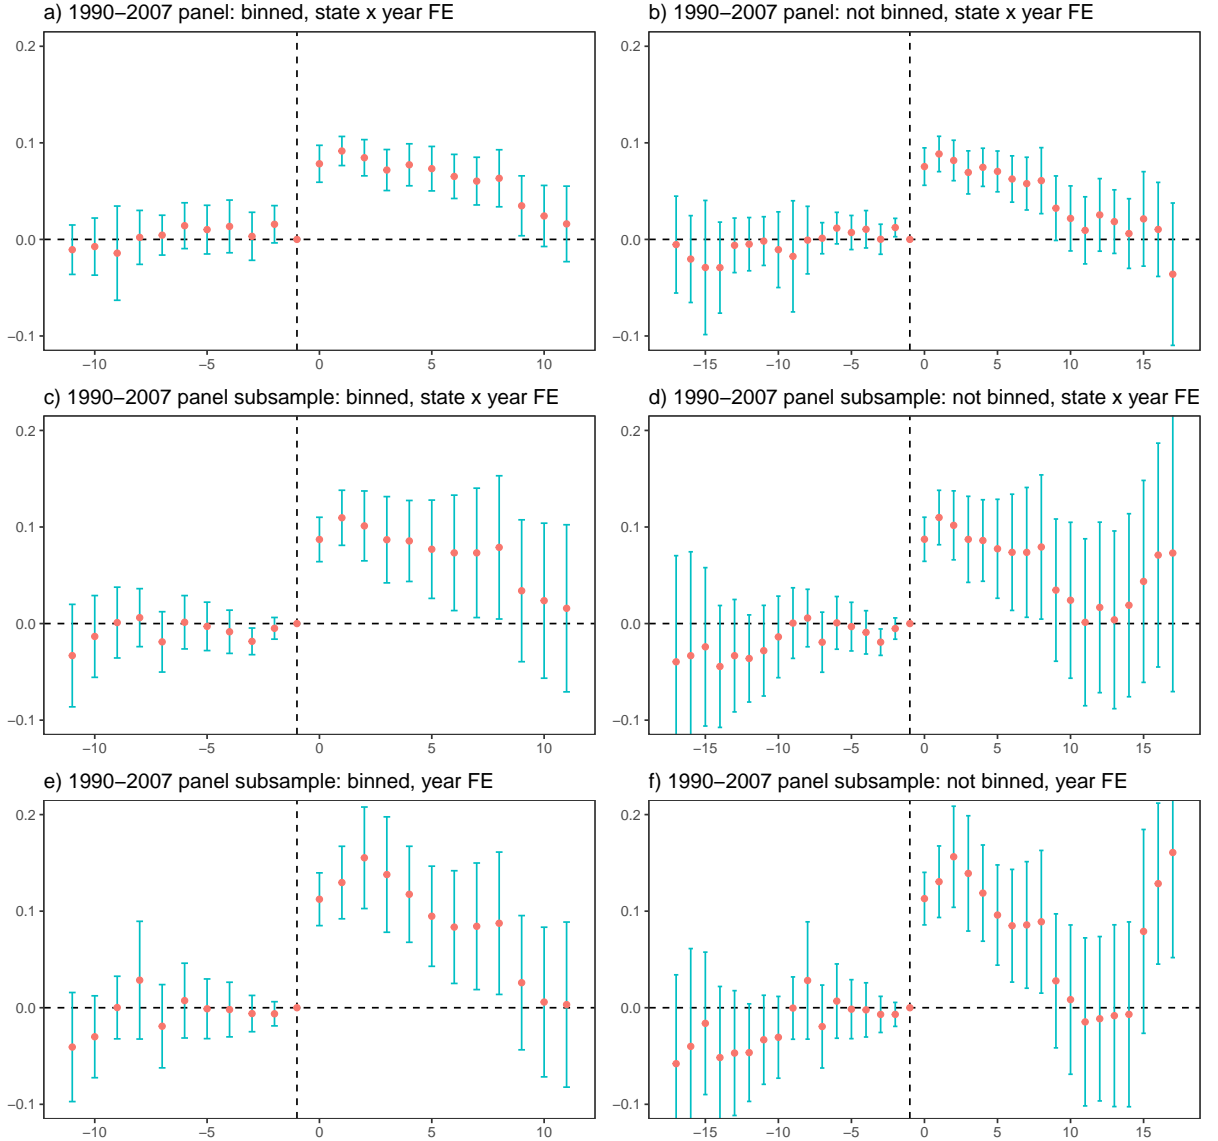 a) 1990−2007 panel: binned, state x year FE
0.2
0.1
0.0
−0.1
−10 −5 0 5 10
b) 1990−2007 panel: not binned, state x year FE
0.2
0.1
0.0
−0.1
−15 −10 −5 0 5 10 15
c) 1990−2007 panel subsample: binned, state x year FE
0.2
0.1
0.0
−0.1
−10 −5 0 5 10
d) 1990−2007 panel subsample: not binned, state x year FE
0.2
0.1
0.0
−0.1
−15 −10 −5 0 5 10 15
e) 1990−2007 panel subsample: binned, year FE
0.2
0.1
0.0
−0.1
−10 −5 0 5 10
f) 1990−2007 panel subsample: not binned, year FE
0.2
0.1
0.0
−0.1
−15 −10 −5 0 5 10 15